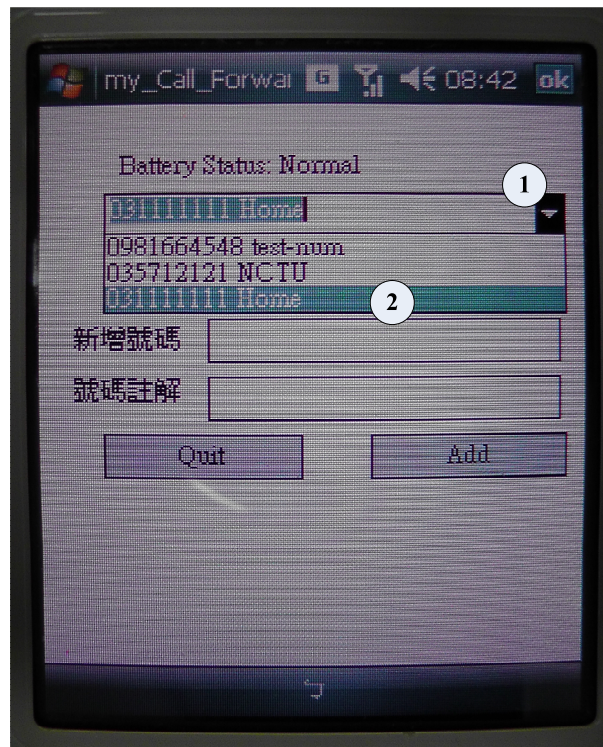 my_Call_Forwar G 08:42 ok
Battery Status: Normal
1
031111111 Home
0981664548 test-num
035712121 NCTU
031111111 Home
2
新增號碼
號碼註解
Quit Add